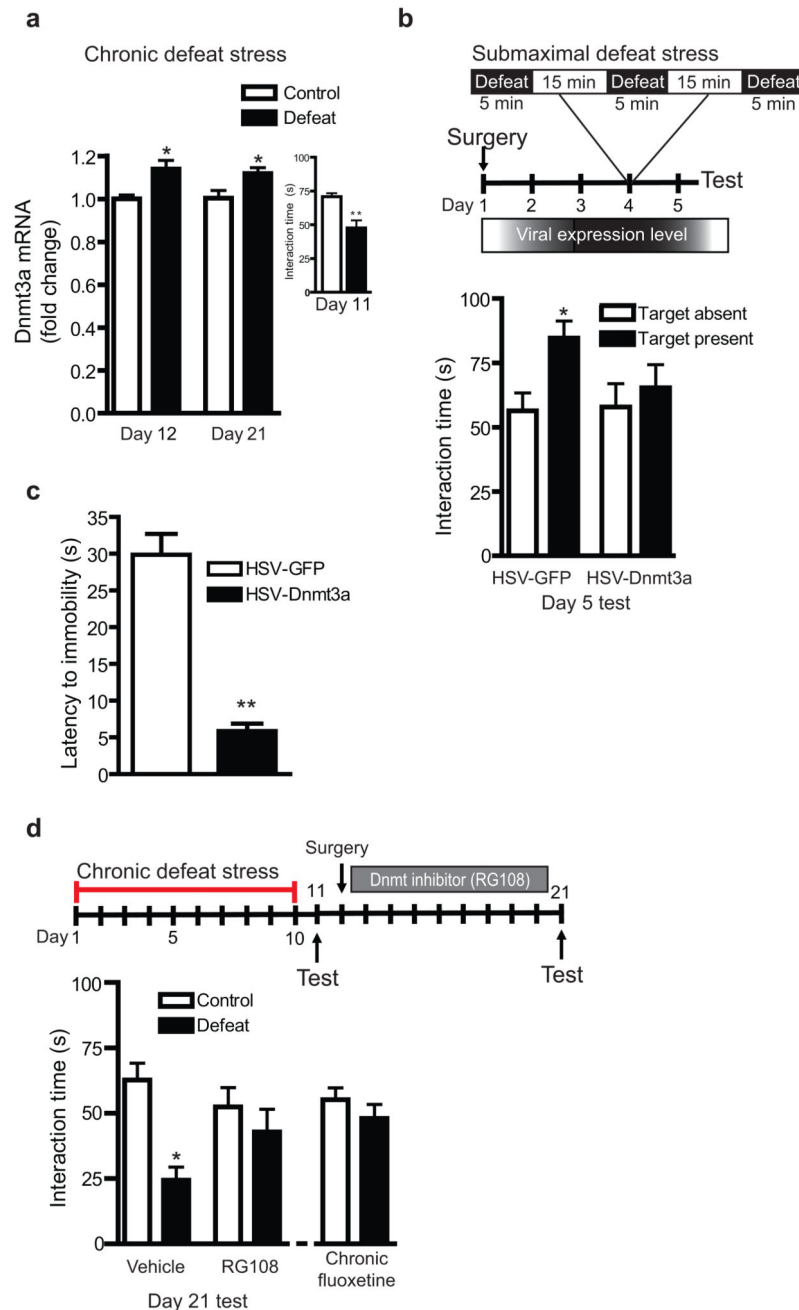 a
Chronic defeat stress
Control
Defeat
Dnmt3a mRNA
(fold change)
1.2
1.0
0.8
0.6
0.4
0.2
0.0
*
*
Day 12
Day 21
Interaction time (s)
100
75
50
25
0
**
Day 11
b
Submaximal defeat stress
Defeat 15 min Defeat 15 min Defeat
5 min 5 min 5 min
Surgery
Test
Day 1 2 3 4 5
Viral expression level
Target absent
Target present
Interaction time (s)
100
75
50
25
0
*
HSV-GFP HSV-Dnmt3a
Day 5 test
c
Latency to immobility (s)
35
30
25
20
15
10
5
0
HSV-GFP
HSV-Dnmt3a
**
d
Surgery
Chronic defeat stress
11
Dnmt inhibitor (RG108)
21
Day 1 5 10
Test
Test
Control
Defeat
Interaction time (s)
100
75
50
25
0
*
Vehicle RG108 Chronic
fluoxetine
Day 21 test